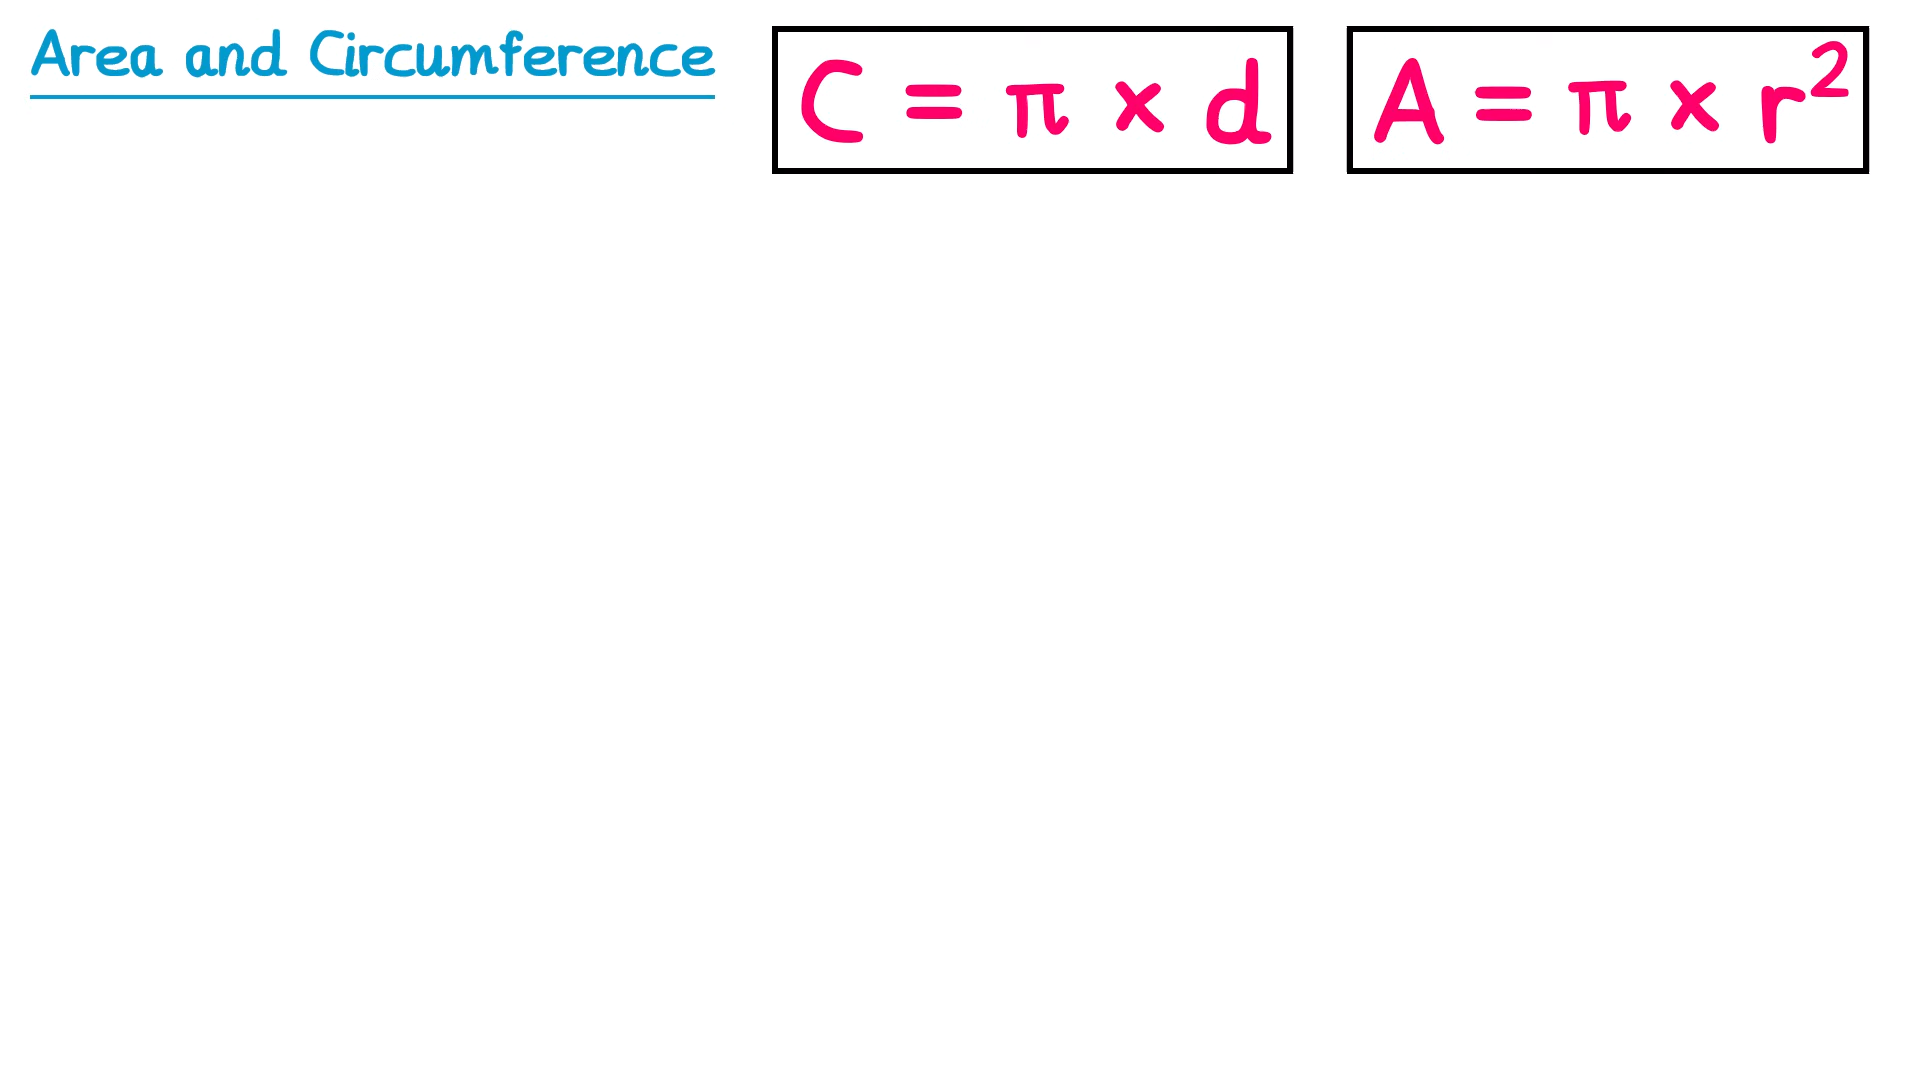 Area and Circumference
C = π × d
A = π × r²